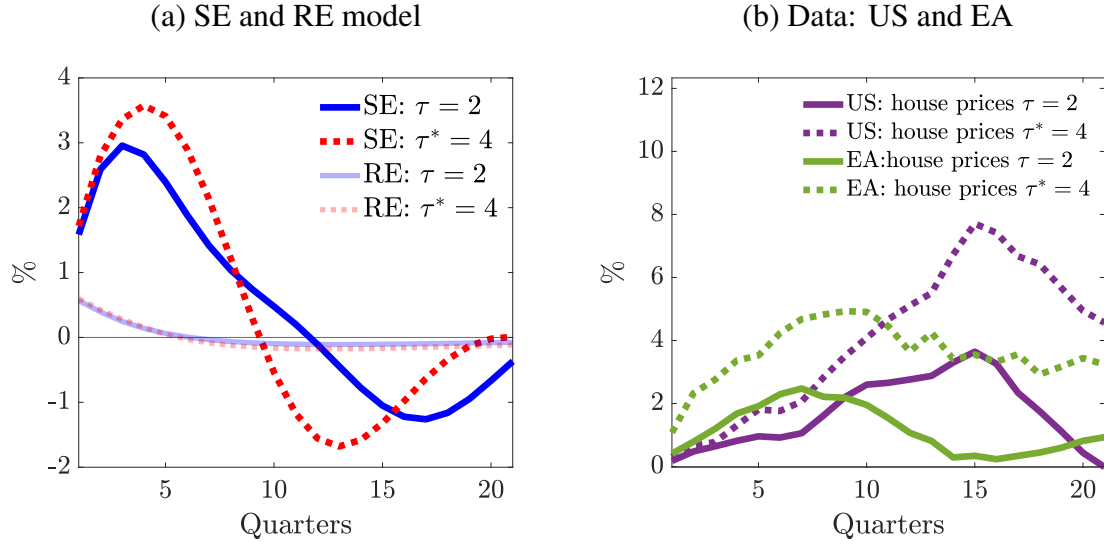 (a) SE and RE model
4
3
2
1
0
-1
-2
%
5
10
15
20
Quarters
SE: τ = 2
SE: τ* = 4
RE: τ = 2
RE: τ* = 4
(b) Data: US and EA
12
10
8
6
4
2
0
%
5
10
15
20
Quarters
US: house prices τ = 2
US: house prices τ* = 4
EA:house prices τ = 2
EA: house prices τ* = 4